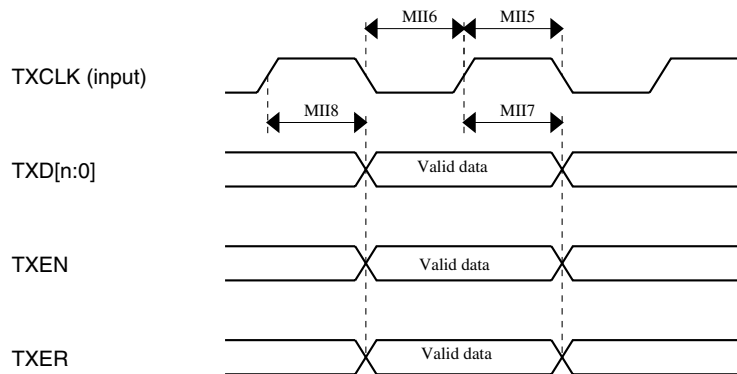 MII6 MII5
TXCLK (input)
MII8 MII7
TXD[n:0] Valid data
TXEN Valid data
TXER Valid data